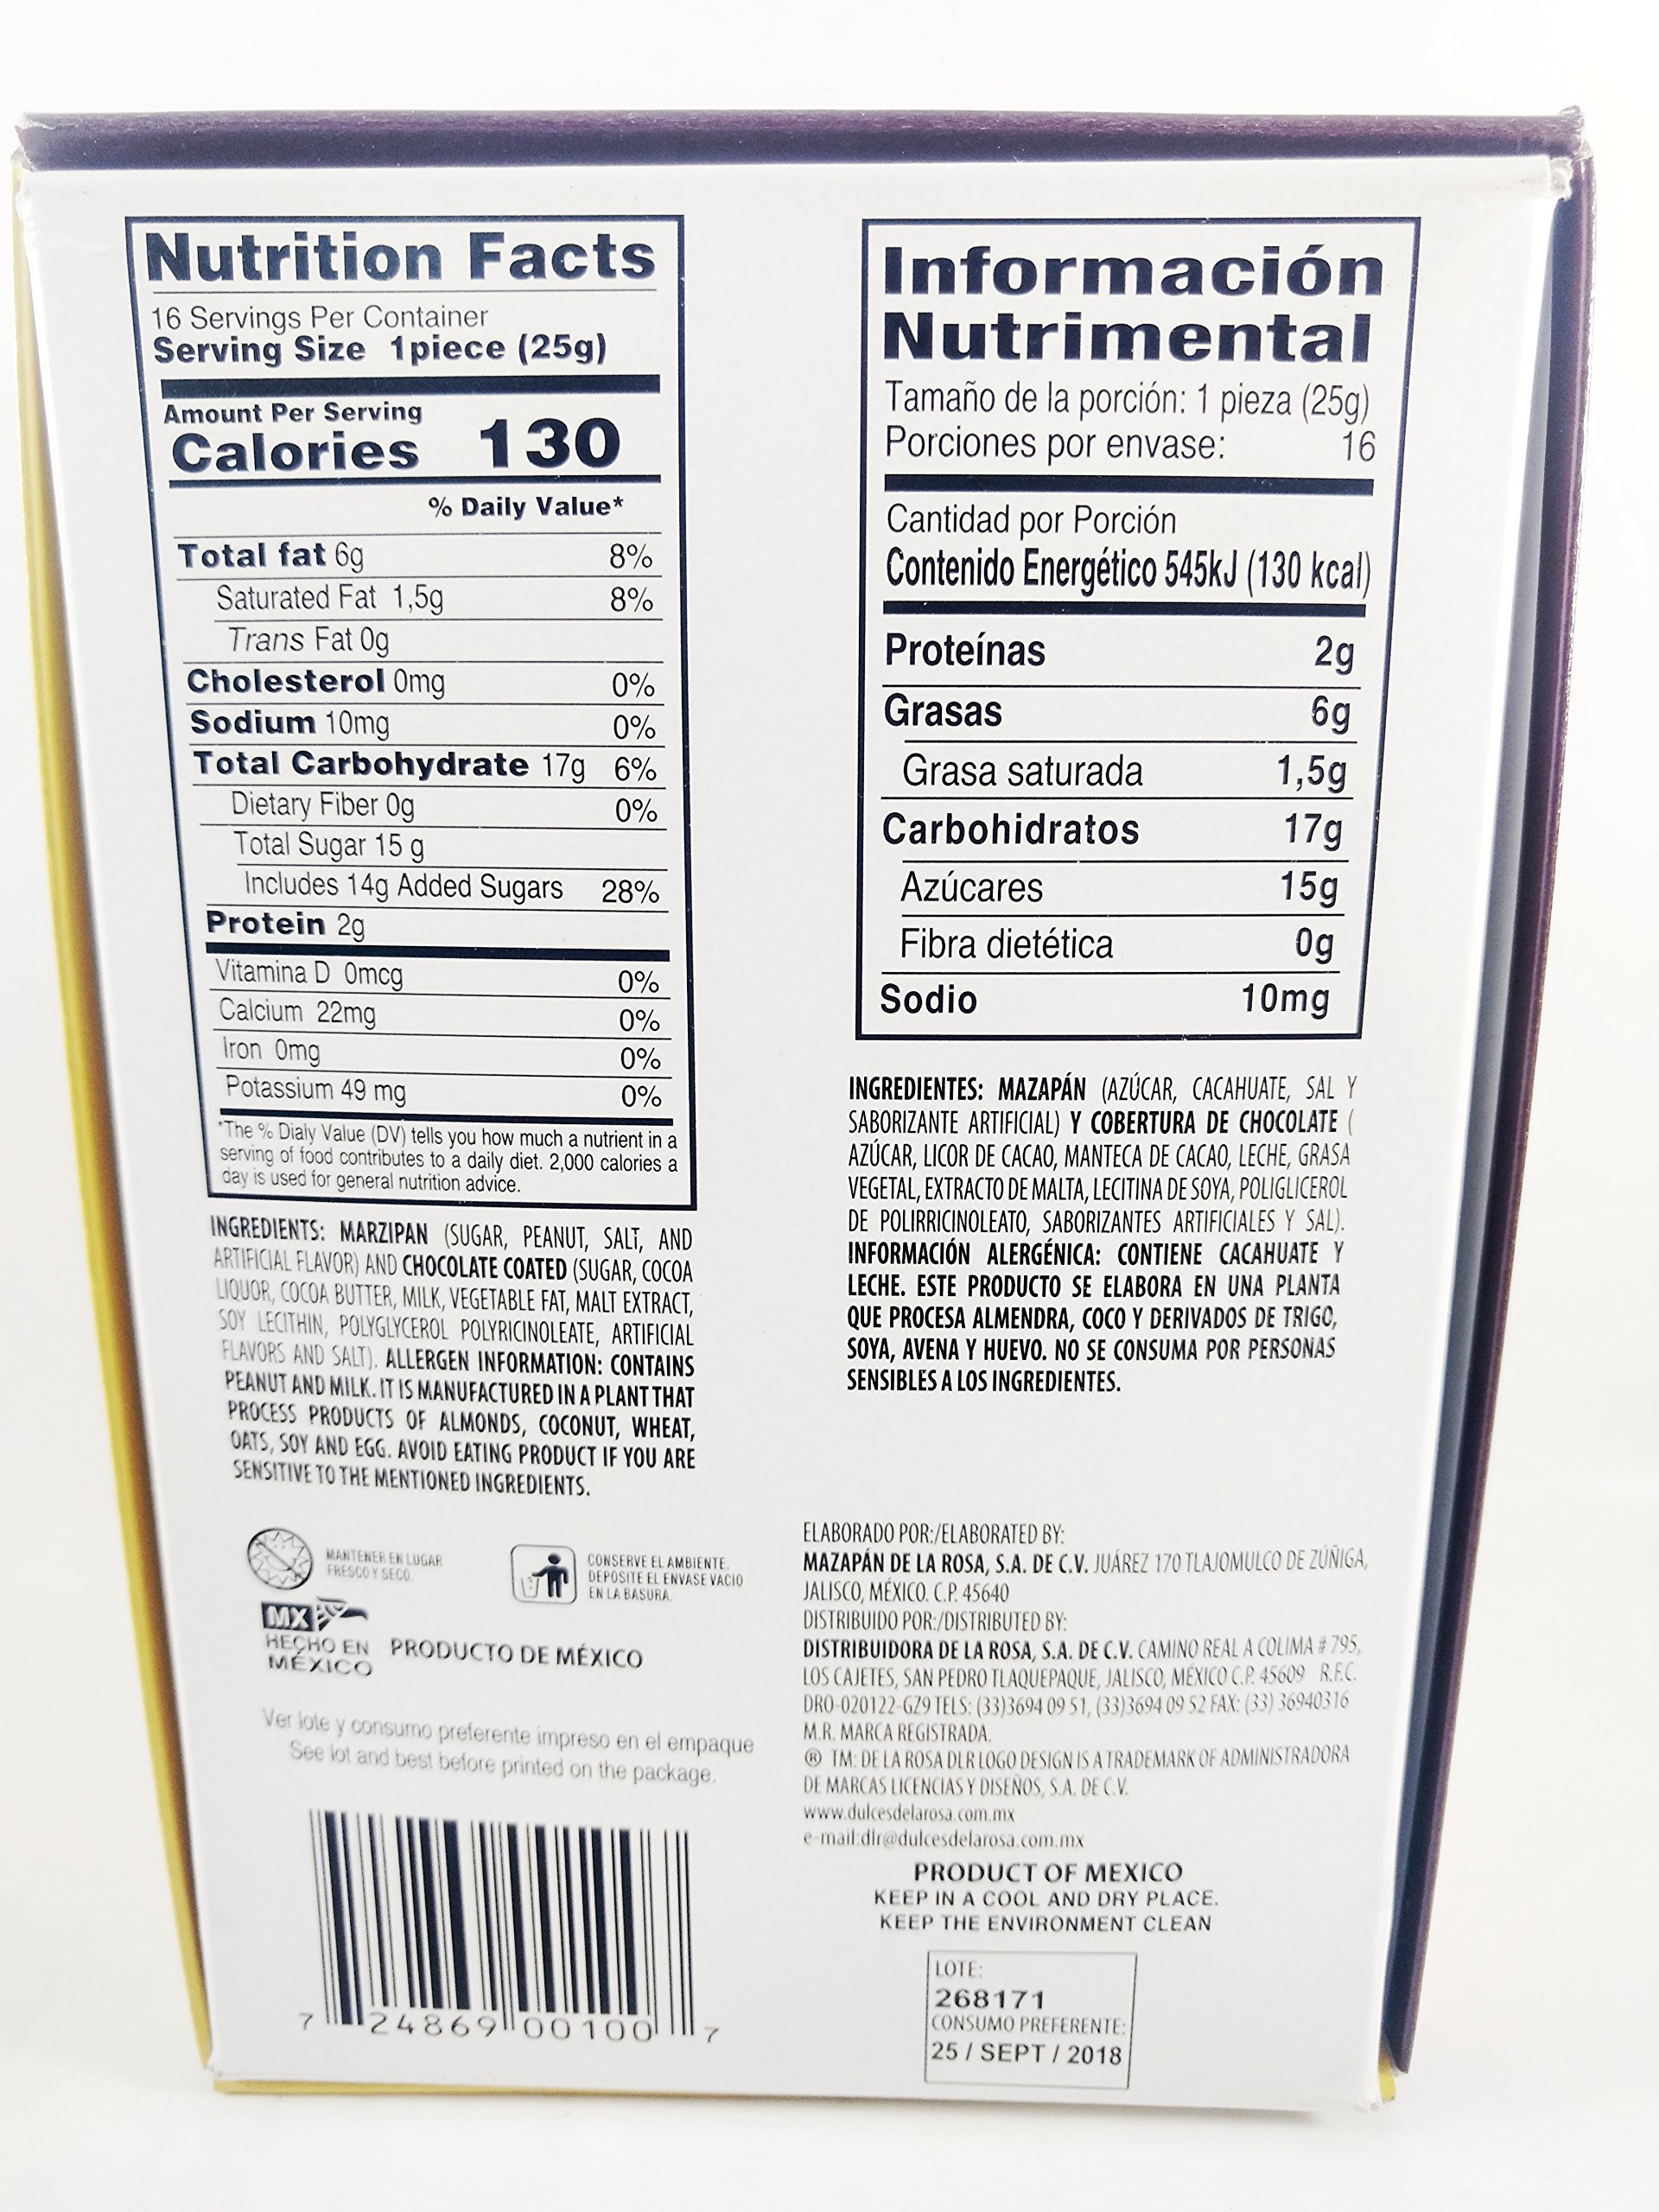 Nutrition Facts
16 Servings Per Container
Serving Size 1piece (25g)
Amount Per Serving
Calories 130
% Daily Value*
Total fat 6g 8%
Saturated Fat 1,5g 8%
Trans Fat 0g
Cholesterol 0mg 0%
Sodium 10mg 0%
Total Carbohydrate 17g 6%
Dietary Fiber 0g 0%
Total Sugar 15 g
Includes 14g Added Sugars 28%
Protein 2g
Vitamina D 0mcg 0%
Calcium 22mg 0%
Iron 0mg 0%
Potassium 49 mg 0%
*The % Dialy Value (DV) tells you how much a nutrient in a
serving of food contributes to a daily diet. 2,000 calories a
day is used for general nutrition advice.
INGREDIENTS: MARZIPAN (SUGAR, PEANUT, SALT, AND
ARTIFICIAL FLAVOR) AND CHOCOLATE COATED (SUGAR, COCOA
LIQUOR, COCOA BUTTER, MILK, VEGETABLE FAT, MALT EXTRACT,
SOY LECITHIN, POLYGLYCEROL POLYRICINOLEATE, ARTIFICIAL
FLAVORS AND SALT). ALLERGEN INFORMATION: CONTAINS
PEANUT AND MILK. IT IS MANUFACTURED IN A PLANT THAT
PROCESS PRODUCTS OF ALMONDS, COCONUT, WHEAT,
OATS, SOY AND EGG. AVOID EATING PRODUCT IF YOU ARE
SENSITIVE TO THE MENTIONED INGREDIENTS.
MANTENER EN LUGAR
FRESCO Y SECO.
CONSERVE EL AMBIENTE.
DEPOSITE EL ENVASE VACIO
EN LA BASURA.
MX
HECHO EN
MÉXICO
PRODUCTO DE MÉXICO
Ver lote y consumo preferente impreso en el empaque
See lot and best before printed on the package.
7 24869 00100 7
Información
Nutrimental
Tamaño de la porción: 1 pieza (25g)
Porciones por envase: 16
Cantidad por Porción
Contenido Energético 545kJ (130 kcal)
Proteínas 2g
Grasas 6g
Grasa saturada 1,5g
Carbohidratos 17g
Azúcares 15g
Fibra dietética 0g
Sodio 10mg
INGREDIENTES: MAZAPÁN (AZÚCAR, CACAHUATE, SAL Y
SABORIZANTE ARTIFICIAL) Y COBERTURA DE CHOCOLATE (
AZÚCAR, LICOR DE CACAO, MANTECA DE CACAO, LECHE, GRASA
VEGETAL, EXTRACTO DE MALTA, LECITINA DE SOYA, POLIGLICEROL
DE POLIRRICINOLEATO, SABORIZANTES ARTIFICIALES Y SAL).
INFORMACIÓN ALERGÉNICA: CONTIENE CACAHUATE Y
LECHE. ESTE PRODUCTO SE ELABORA EN UNA PLANTA
QUE PROCESA ALMENDRA, COCO Y DERIVADOS DE TRIGO,
SOYA, AVENA Y HUEVO. NO SE CONSUMA POR PERSONAS
SENSIBLES A LOS INGREDIENTES.
ELABORADO POR:/ELABORATED BY:
MAZAPÁN DE LA ROSA, S.A. DE C.V. JUÁREZ 170 TLAJOMULCO DE ZÚÑIGA,
JALISCO, MÉXICO. C.P. 45640
DISTRIBUIDO POR:/DISTRIBUTED BY:
DISTRIBUIDORA DE LA ROSA, S.A. DE C.V. CAMINO REAL A COLIMA # 795,
LOS CAJETES, SAN PEDRO TLAQUEPAQUE, JALISCO, MÉXICO C.P. 45609 R.F.C.
DRO-020122-GZ9 TELS: (33)3694 09 51, (33)3694 09 52 FAX: (33) 36940316
M.R. MARCA REGISTRADA.
® TM: DE LA ROSA DLR LOGO DESIGN IS A TRADEMARK OF ADMINISTRADORA
DE MARCAS LICENCIAS Y DISEÑOS, S.A. DE C.V.
www.dulcesdelarosa.com.mx
e-mail:dlr@dulcesdelarosa.com.mx
PRODUCT OF MEXICO
KEEP IN A COOL AND DRY PLACE.
KEEP THE ENVIRONMENT CLEAN
LOTE:
268171
CONSUMO PREFERENTE:
25 / SEPT / 2018